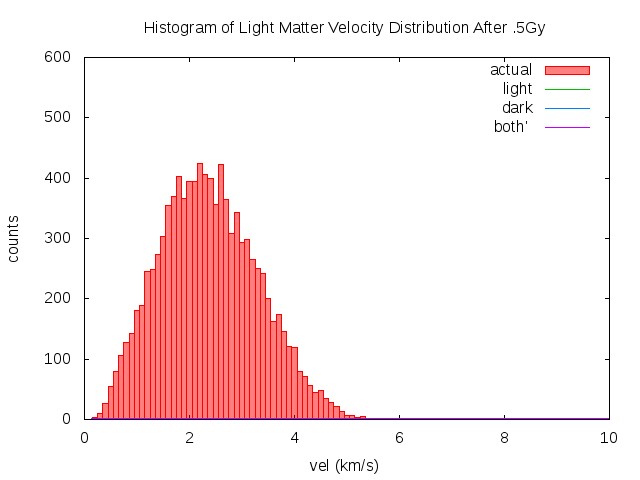 Histogram of Light Matter Velocity Distribution After .5Gy
600
500
400
300
200
100
0
counts
actual
light
dark
both'
0 2 4 6 8 10
vel (km/s)